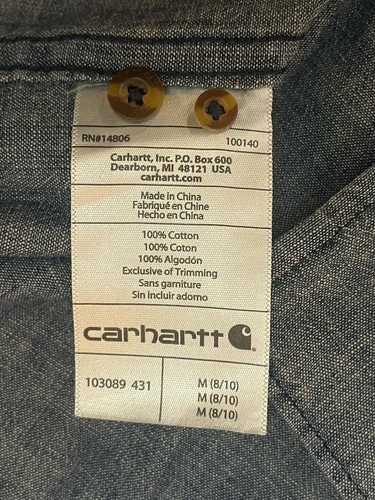 RN#14806 100140
Carhartt, Inc. P.O. Box 600
Dearborn, MI 48121 USA
carhartt.com
Made in China
Fabriqué en Chine
Hecho en China
100% Cotton
100% Coton
100% Algodón
Exclusive of Trimming
Sans garniture
Sin incluir adorno
carhartt
103089 431 M (8/10)
M (8/10)
M (8/10)